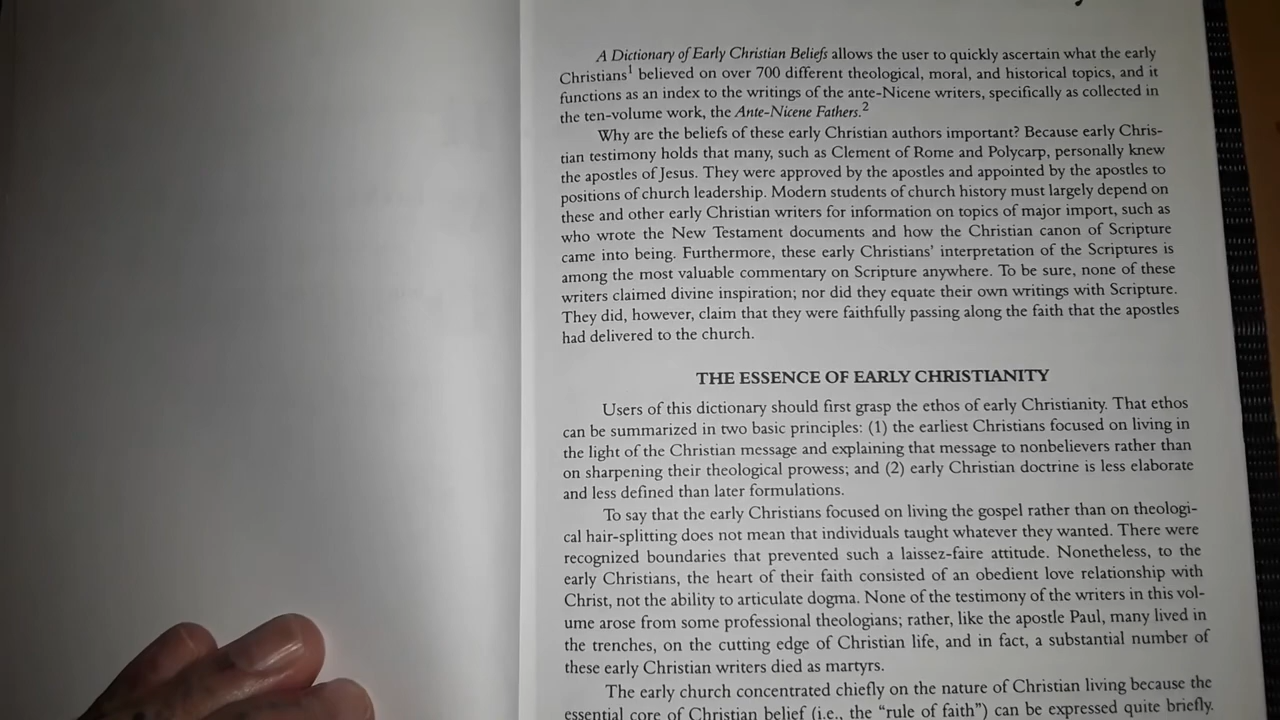 A Dictionary of Early Christian Beliefs allows the user to quickly ascertain what the early
Christians¹ believed on over 700 different theological, moral, and historical topics, and it
functions as an index to the writings of the ante-Nicene writers, specifically as collected in
the ten-volume work, the Ante-Nicene Fathers.²
Why are the beliefs of these early Christian authors important? Because early Chris-
tian testimony holds that many, such as Clement of Rome and Polycarp, personally knew
the apostles of Jesus. They were approved by the apostles and appointed by the apostles to
positions of church leadership. Modern students of church history must largely depend on
these and other early Christian writers for information on topics of major import, such as
who wrote the New Testament documents and how the Christian canon of Scripture
came into being. Furthermore, these early Christians' interpretation of the Scriptures is
among the most valuable commentary on Scripture anywhere. To be sure, none of these
writers claimed divine inspiration; nor did they equate their own writings with Scripture.
They did, however, claim that they were faithfully passing along the faith that the apostles
had delivered to the church.
THE ESSENCE OF EARLY CHRISTIANITY
Users of this dictionary should first grasp the ethos of early Christianity. That ethos
can be summarized in two basic principles: (1) the earliest Christians focused on living in
the light of the Christian message and explaining that message to nonbelievers rather than
on sharpening their theological prowess; and (2) early Christian doctrine is less elaborate
and less defined than later formulations.
To say that the early Christians focused on living the gospel rather than on theologi-
cal hair-splitting does not mean that individuals taught whatever they wanted. There were
recognized boundaries that prevented such a laissez-faire attitude. Nonetheless, to the
early Christians, the heart of their faith consisted of an obedient love relationship with
Christ, not the ability to articulate dogma. None of the testimony of the writers in this vol-
ume arose from some professional theologians; rather, like the apostle Paul, many lived in
the trenches, on the cutting edge of Christian life, and in fact, a substantial number of
these early Christian writers died as martyrs.
The early church concentrated chiefly on the nature of Christian living because the
essential core of Christian belief (i.e., the "rule of faith") can be expressed quite briefly.